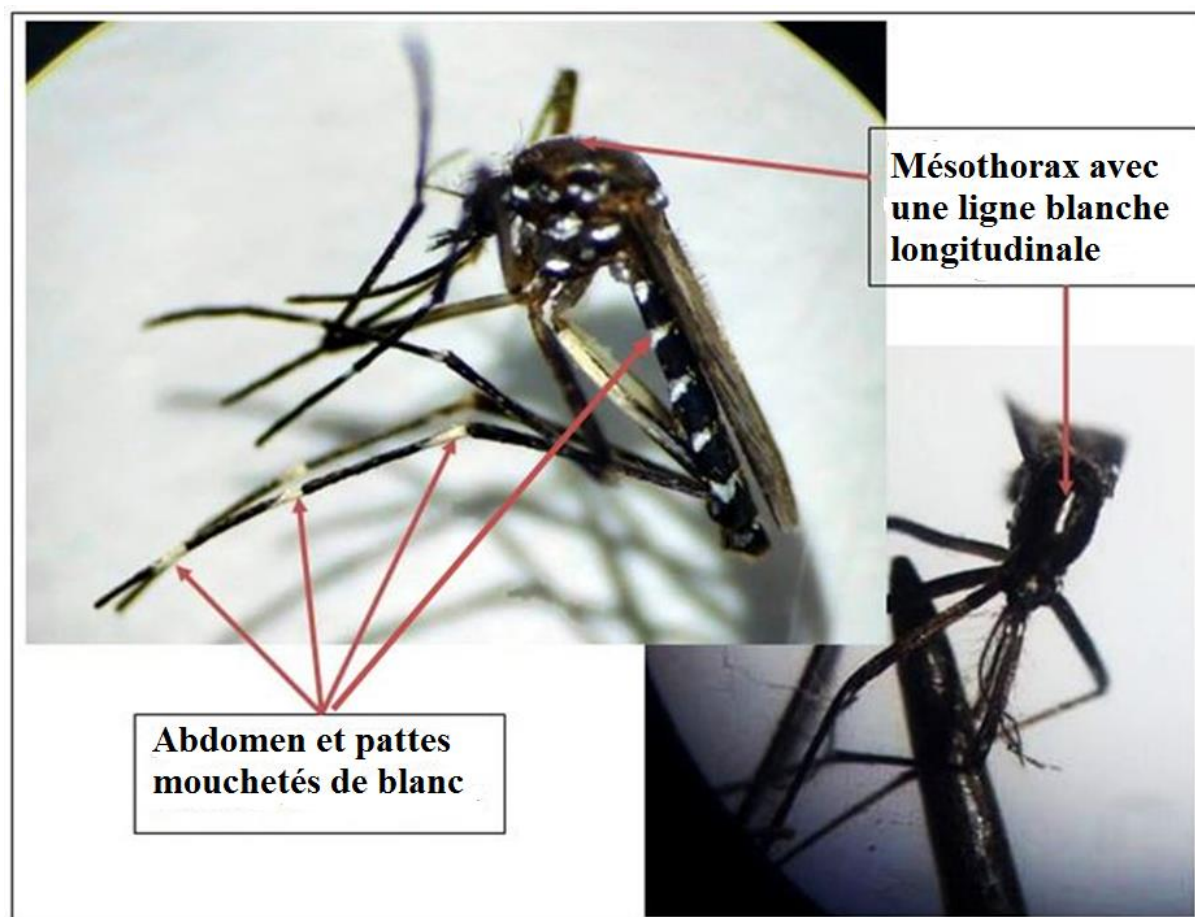 Mésothorax avec
une ligne blanche
longitudinale
Abdomen et pattes
mouchetés de blanc